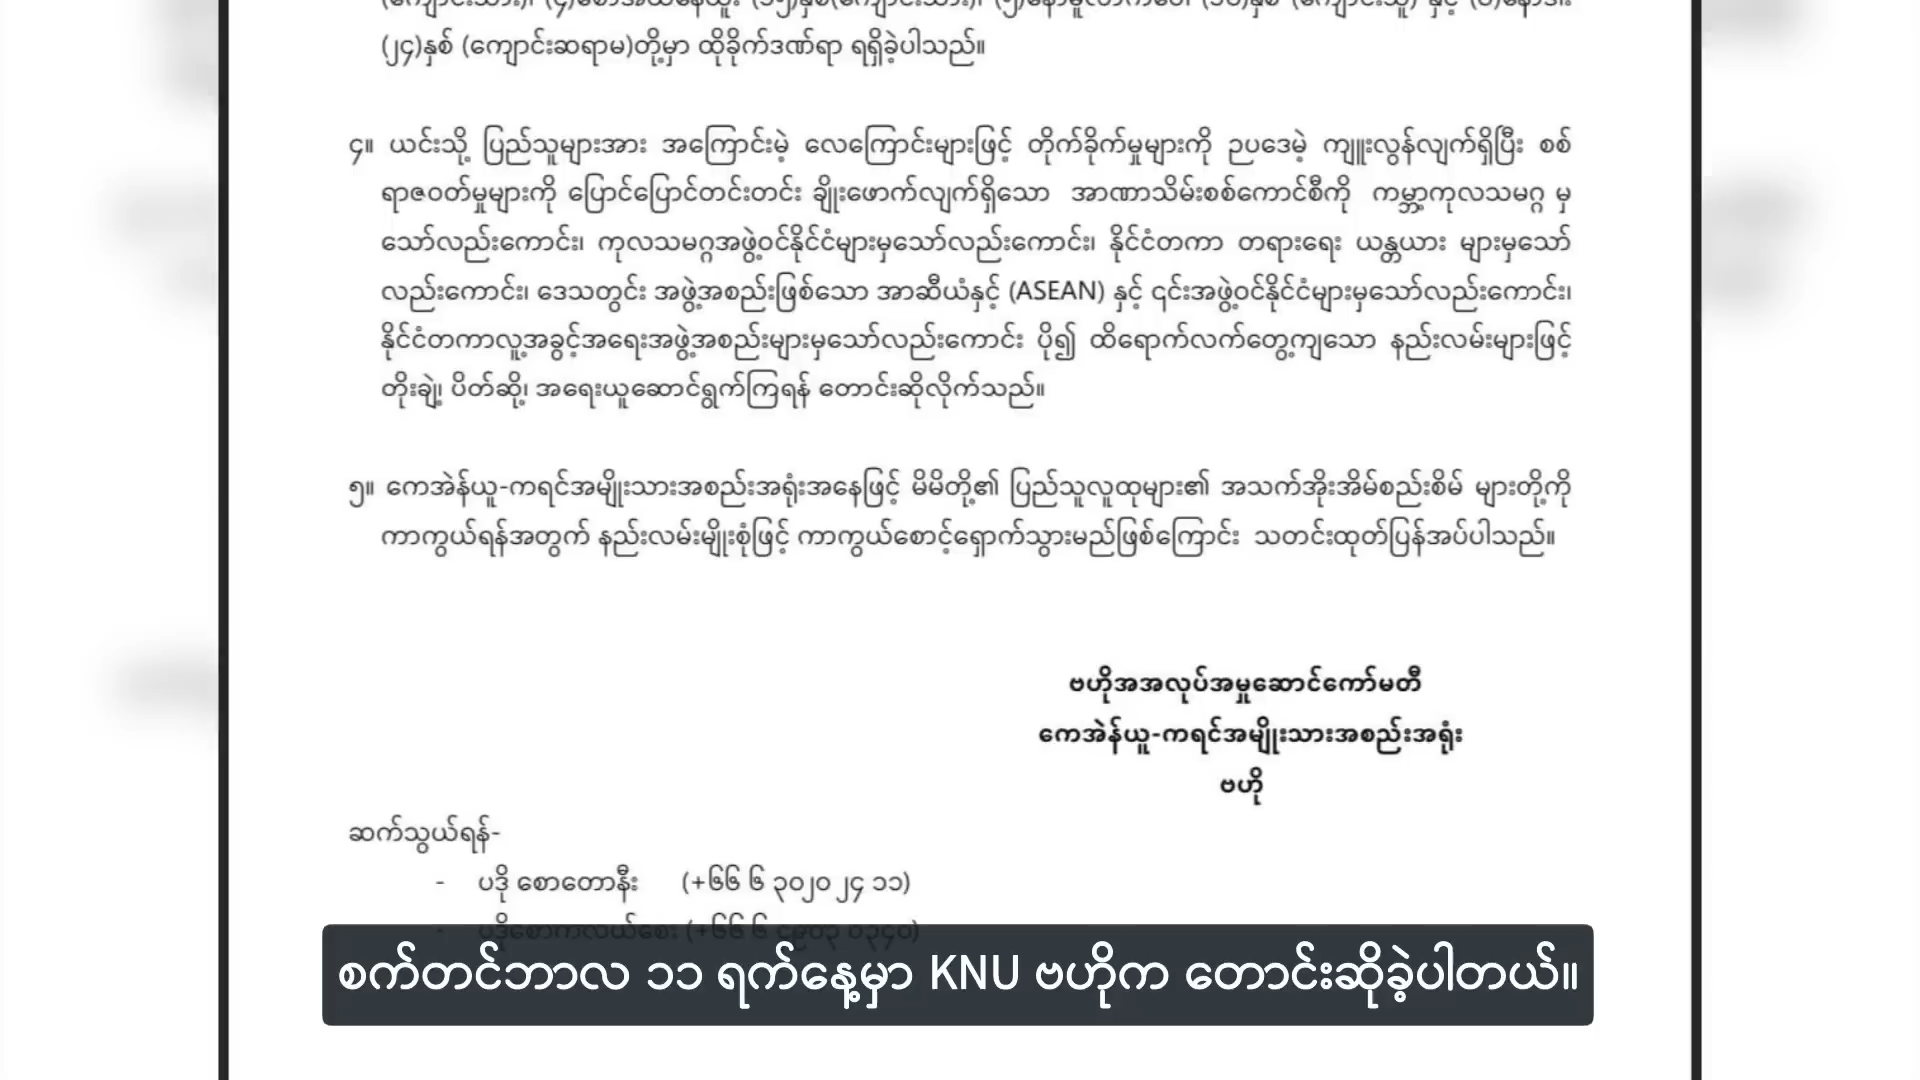 (၂၄)နှစ် (ကျောင်းဆရာမ)တို့မှာ ထိုခိုက်ဒဏ်ရာ ရရှိခဲ့ပါသည်။
၄။ ယင်းသို့ ပြည်သူများအား အကြောင်းမဲ့ လေကြောင်းများဖြင့် တိုက်ခိုက်မှုများကို ဥပဒေမဲ့ ကျူးလွန်လျက်ရှိပြီး စစ်
ရာဇဝတ်မှုများကို ပြောင်ပြောင်တင်းတင်း ချိုးဖောက်လျက်ရှိသော အာဏာသိမ်းစစ်ကောင်စီကို ကမ္ဘာ့ကုလသမဂ္ဂ မှ
သော်လည်းကောင်း၊ ကုလသမဂ္ဂအဖွဲ့ဝင်နိုင်ငံများမှသော်လည်းကောင်း၊ နိုင်ငံတကာ တရားရေး ယန္တယား များမှသော်
လည်းကောင်း၊ ဒေသတွင်း အဖွဲ့အစည်းဖြစ်သော အာဆီယံနှင့် (ASEAN) နှင့် ၎င်းအဖွဲ့ဝင်နိုင်ငံများမှသော်လည်းကောင်း၊
နိုင်ငံတကာလူ့အခွင့်အရေးအဖွဲ့အစည်းများမှသော်လည်းကောင်း ပို၍ ထိရောက်လက်တွေ့ကျသော နည်းလမ်းများဖြင့်
တိုးချဲ့၊ ပိတ်ဆို့၊ အရေးယူဆောင်ရွက်ကြရန် တောင်းဆိုလိုက်သည်။
၅။ ကေအဲန်ယူ-ကရင်အမျိုးသားအစည်းအရုံးအနေဖြင့် မိမိတို့၏ ပြည်သူလူထုများ၏ အသက်အိုးအိမ်စည်းစိမ် များတို့ကို
ကာကွယ်ရန်အတွက် နည်းလမ်းမျိုးစုံဖြင့် ကာကွယ်စောင့်ရှောက်သွားမည်ဖြစ်ကြောင်း သတင်းထုတ်ပြန်အပ်ပါသည်။
ဗဟိုအအလုပ်အမှုဆောင်ကော်မတီ
ကေအဲန်ယူ-ကရင်အမျိုးသားအစည်းအရုံး
ဗဟို
ဆက်သွယ်ရန်-
- ပဒို စောတောနီး (+၆၆ ၆ ၃၀၂၀ ၂၄ ၁၁)
စက်တင်ဘာလ ၁၁ ရက်နေ့မှာ KNU ဗဟိုက တောင်းဆိုခဲ့ပါတယ်။